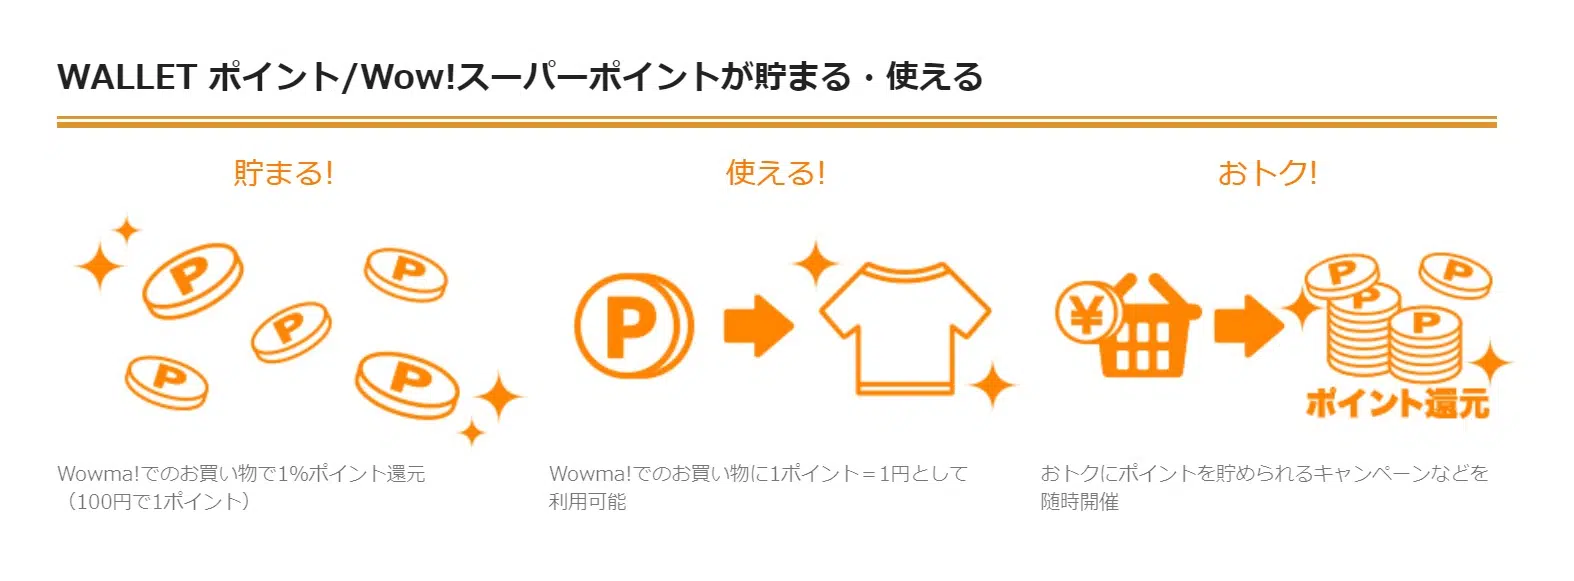 WALLET ポイント/Wow!スーパーポイントが貯まる・使える
貯まる!
使える!
おトク!
P
P
P
P
P
P
¥
P
P
P
P
ポイント還元
Wowma!でのお買い物で1%ポイント還元
（100円で1ポイント）
Wowma!でのお買い物に1ポイント＝1円として
利用可能
おトクにポイントを貯められるキャンペーンなどを
随時開催